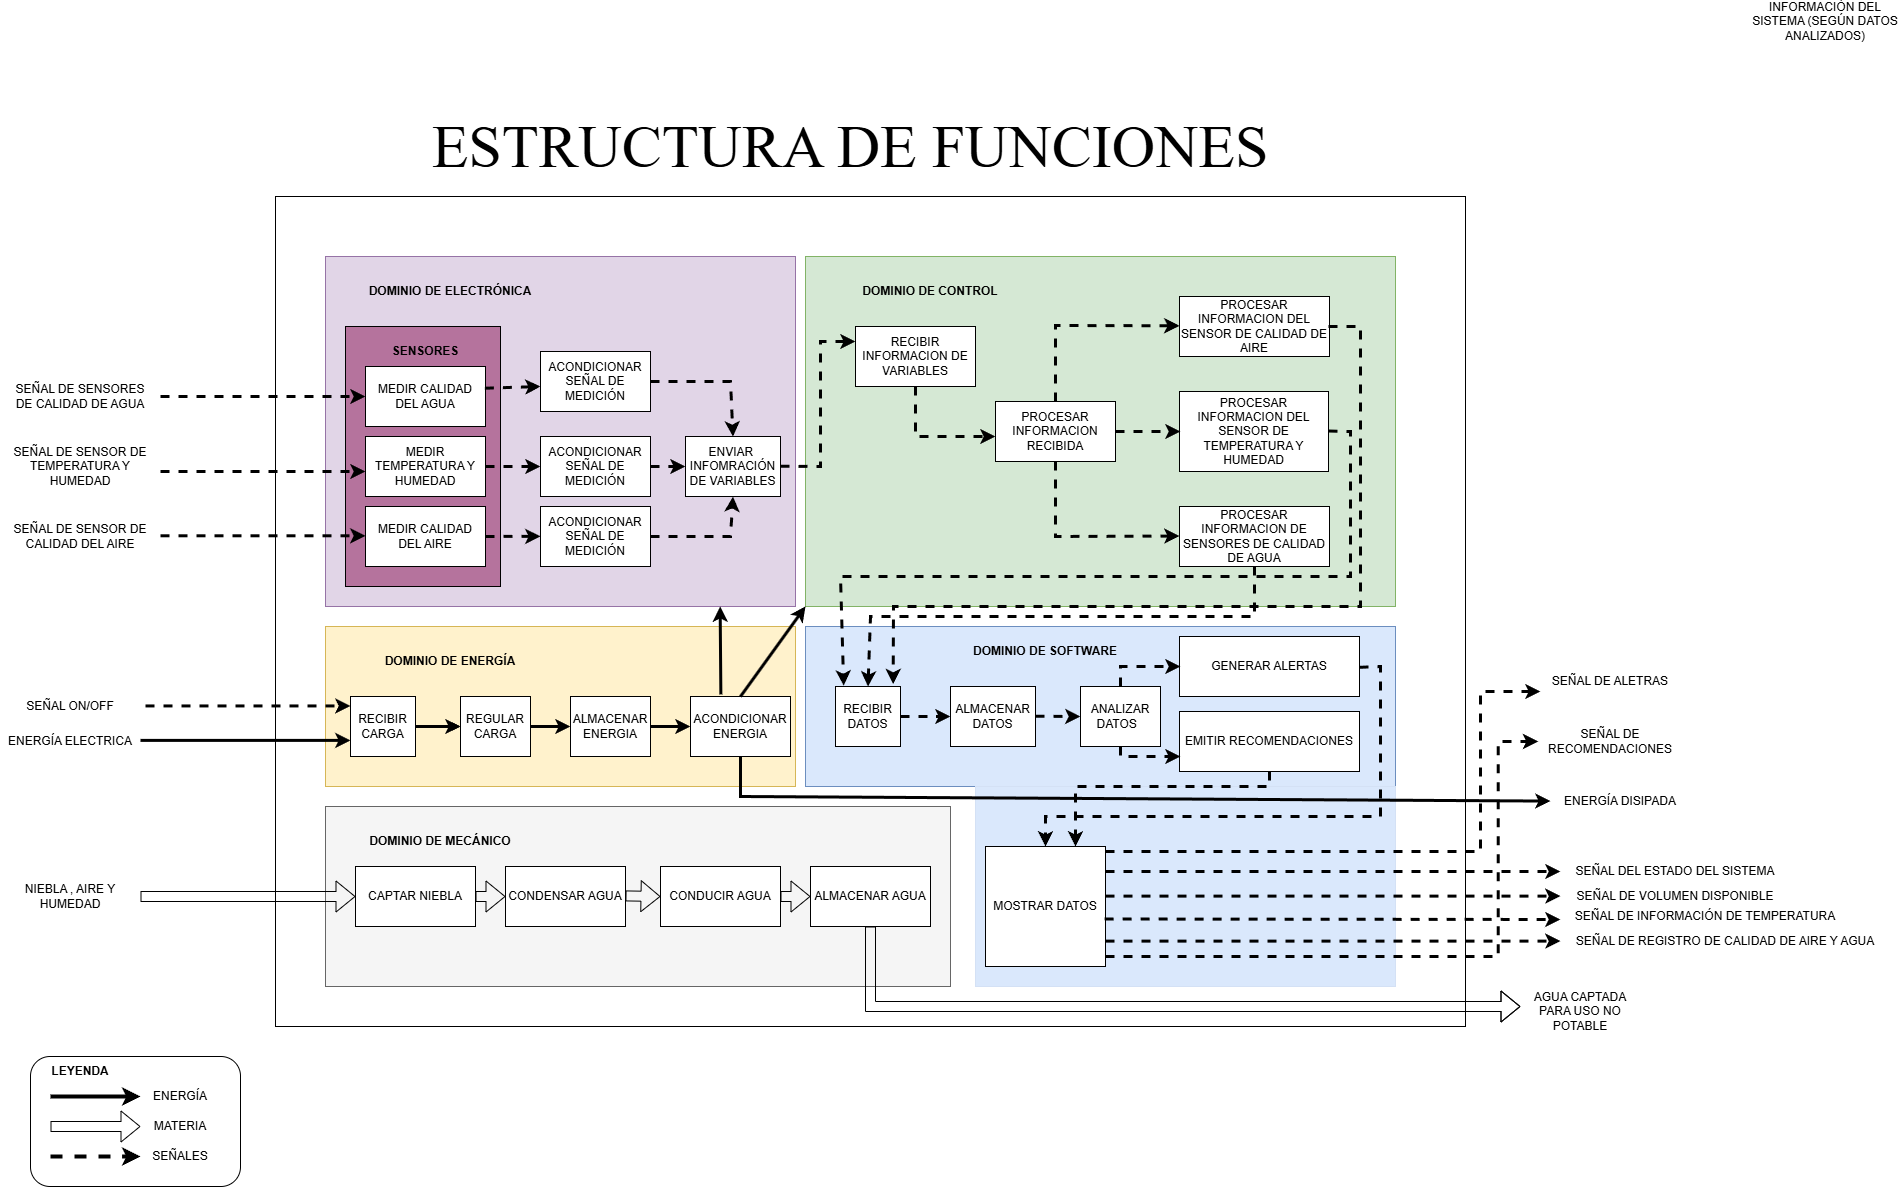 INFORMACIÓN DEL
SISTEMA (SEGÚN DATOS
ANALIZADOS)
ESTRUCTURA DE FUNCIONES
DOMINIO DE ELECTRÓNICA
SENSORES
SEÑAL DE SENSORES
DE CALIDAD DE AGUA
MEDIR CALIDAD
DEL AGUA
ACONDICIONAR
SEÑAL DE
MEDICIÓN
SEÑAL DE SENSOR DE
TEMPERATURA Y
HUMEDAD
MEDIR
TEMPERATURA Y
HUMEDAD
ACONDICIONAR
SEÑAL DE
MEDICIÓN
ENVIAR
INFOMRACIÓN
DE VARIABLES
SEÑAL DE SENSOR DE
CALIDAD DEL AIRE
MEDIR CALIDAD
DEL AIRE
ACONDICIONAR
SEÑAL DE
MEDICIÓN
DOMINIO DE CONTROL
RECIBIR
INFORMACION DE
VARIABLES
PROCESAR
INFORMACION
RECIBIDA
PROCESAR
INFORMACION DEL
SENSOR DE CALIDAD DE
AIRE
PROCESAR
INFORMACION DEL
SENSOR DE
TEMPERATURA Y
HUMEDAD
PROCESAR
INFORMACION DE
SENSORES DE CALIDAD
DE AGUA
DOMINIO DE ENERGÍA
SEÑAL ON/OFF
ENERGÍA ELECTRICA
RECIBIR
CARGA
REGULAR
CARGA
ALMACENAR
ENERGIA
ACONDICIONAR
ENERGIA
DOMINIO DE SOFTWARE
RECIBIR
DATOS
ALMACENAR
DATOS
ANALIZAR
DATOS
GENERAR ALERTAS
EMITIR RECOMENDACIONES
SEÑAL DE ALETRAS
SEÑAL DE
RECOMENDACIONES
ENERGÍA DISIPADA
DOMINIO DE MECÁNICO
NIEBLA , AIRE Y
HUMEDAD
CAPTAR NIEBLA
CONDENSAR AGUA
CONDUCIR AGUA
ALMACENAR AGUA
MOSTRAR DATOS
SEÑAL DEL ESTADO DEL SISTEMA
SEÑAL DE VOLUMEN DISPONIBLE
SEÑAL DE INFORMACIÓN DE TEMPERATURA
SEÑAL DE REGISTRO DE CALIDAD DE AIRE Y AGUA
AGUA CAPTADA
PARA USO NO
POTABLE
LEYENDA
ENERGÍA
MATERIA
SEÑALES